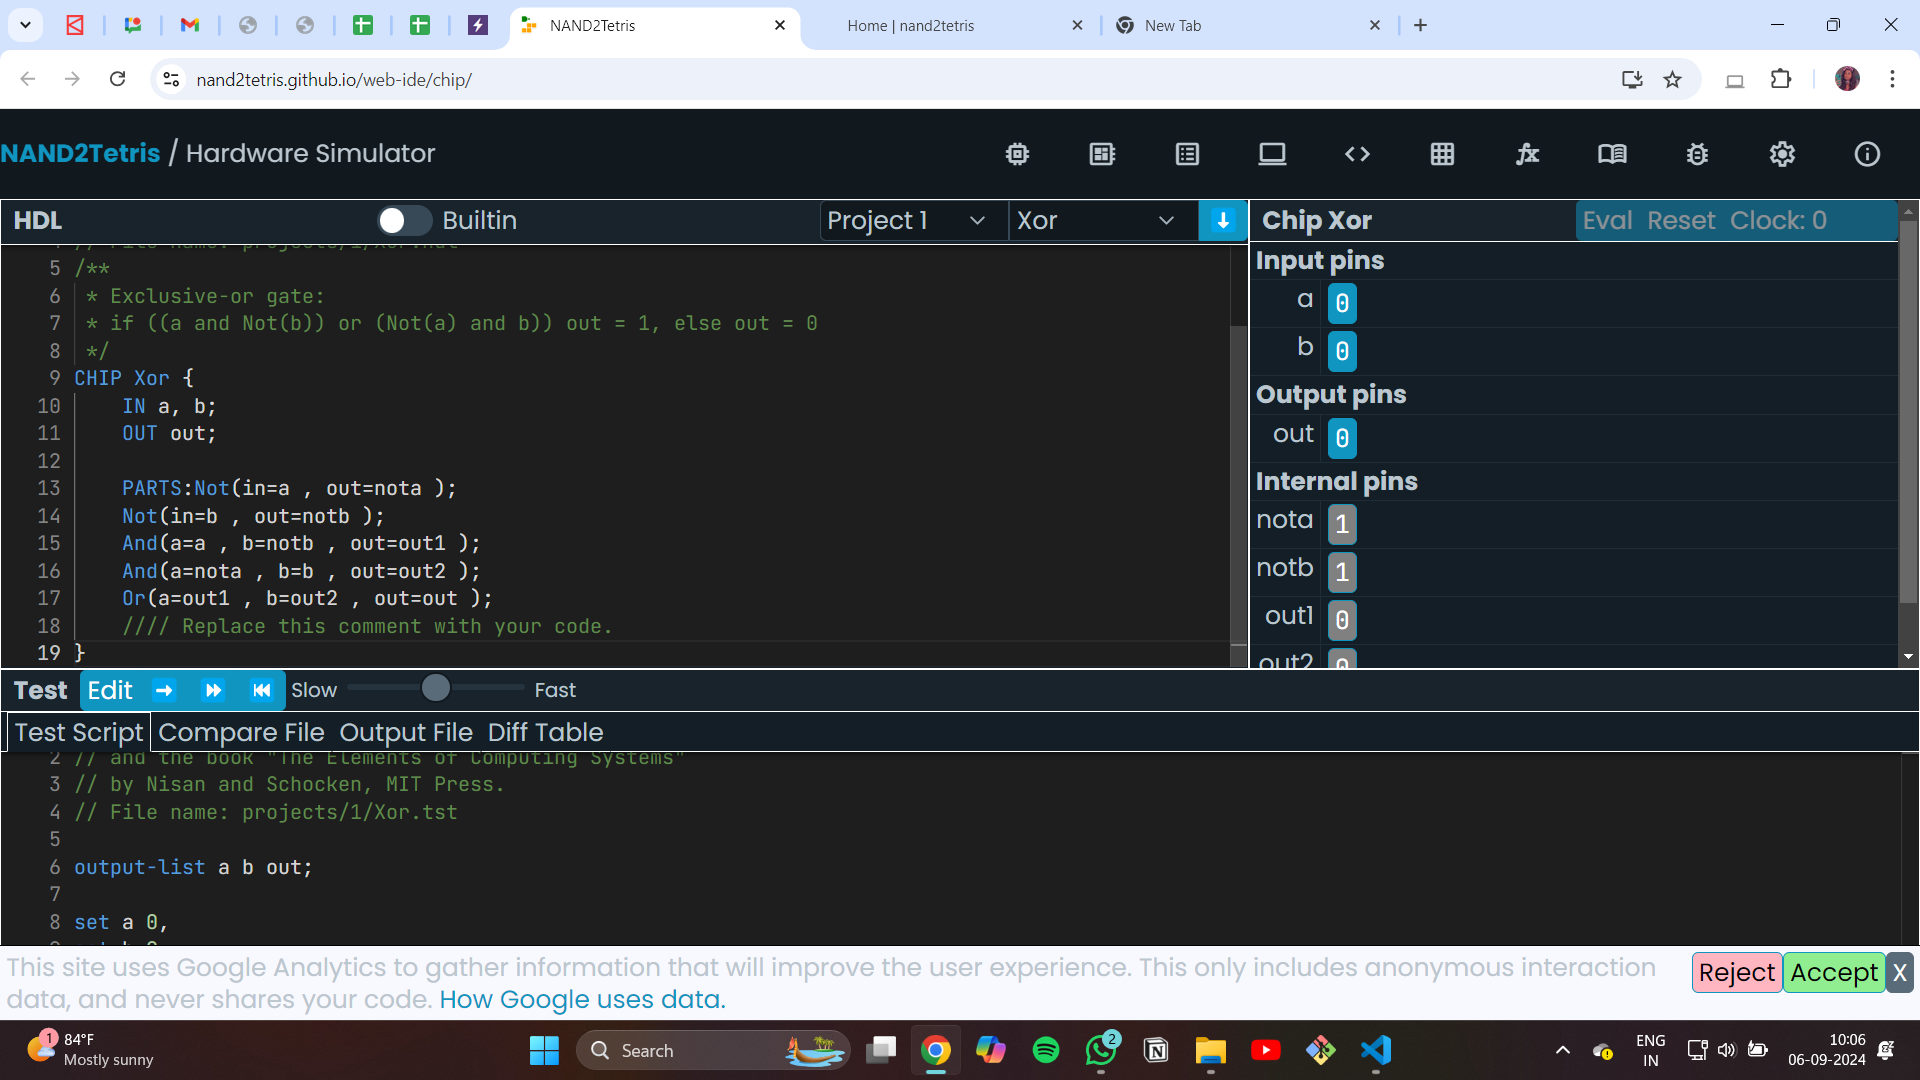 NAND2Tetris
Home | nand2tetris
New Tab
nand2tetris.github.io/web-ide/chip/
NAND2Tetris / Hardware Simulator
HDL
Builtin
Project 1
Xor
Chip Xor
Eval Reset Clock: 0
4 // File name: projects/1/Xor.hdl
5 /**
6 * Exclusive-or gate:
7 * if ((a and Not(b)) or (Not(a) and b)) out = 1, else out = 0
8 */
9 CHIP Xor {
10 IN a, b;
11 OUT out;
12
13 PARTS:Not(in=a , out=nota );
14 Not(in=b , out=notb );
15 And(a=a , b=notb , out=out1 );
16 And(a=nota , b=b , out=out2 );
17 Or(a=out1 , b=out2 , out=out );
18 //// Replace this comment with your code.
19 }
Input pins
a 0
b 0
Output pins
out 0
Internal pins
nota 1
notb 1
out1 0
out2 0
Test Edit Slow Fast
Test Script Compare File Output File Diff Table
2 // and the book "The Elements of Computing Systems"
3 // by Nisan and Schocken, MIT Press.
4 // File name: projects/1/Xor.tst
5
6 output-list a b out;
7
8 set a 0,
This site uses Google Analytics to gather information that will improve the user experience. This only includes anonymous interaction
data, and never shares your code. How Google uses data.
Reject Accept X
1
84°F
Mostly sunny
Search
2
ENG
IN
10:06
06-09-2024